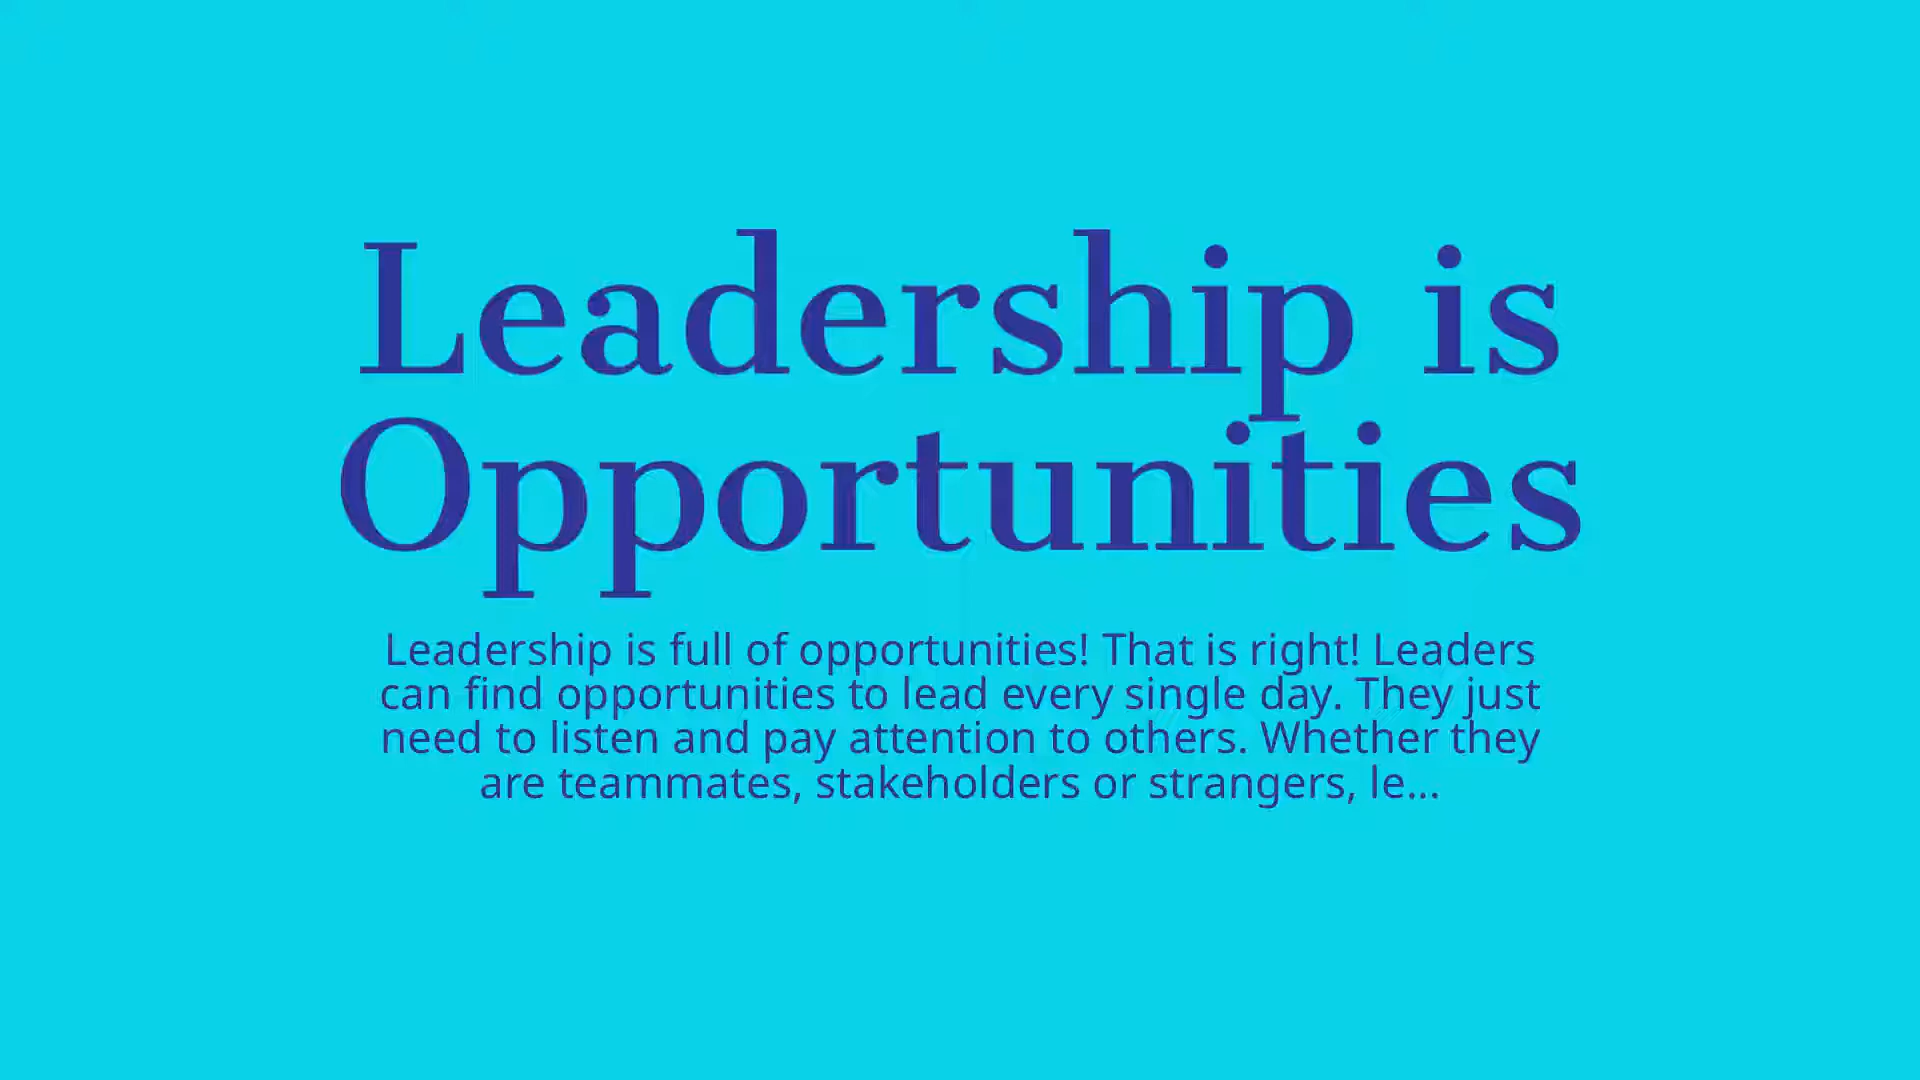 Leadership is
Opportunities
Leadership is full of opportunities! That is right! Leaders
can find opportunities to lead every single day. They just
need to listen and pay attention to others. Whether they
are teammates, stakeholders or strangers, le...